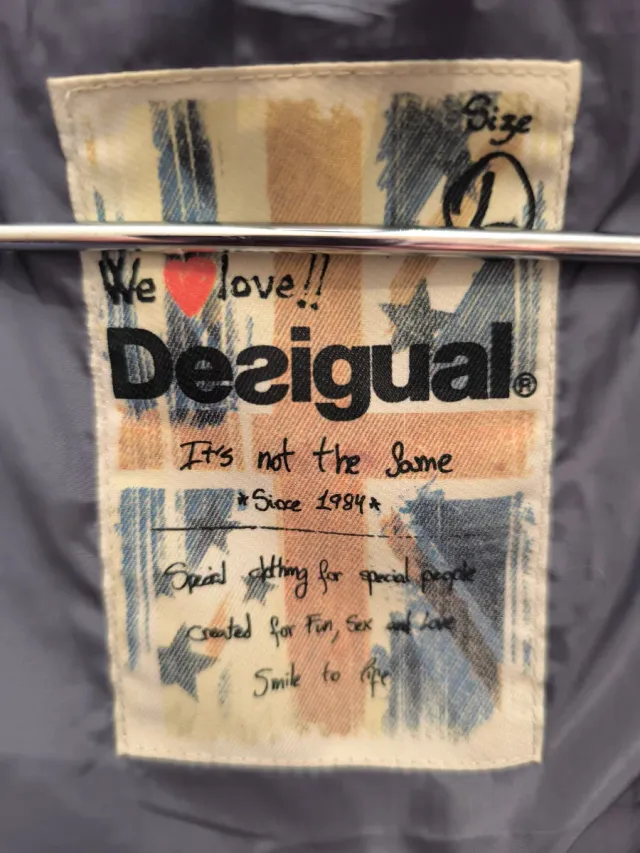 Size
L
We love!!
Desigual®
It's not the same
*Since 1984*
Special clothing for special people
created for Fun, Sex and Love
Smile to life